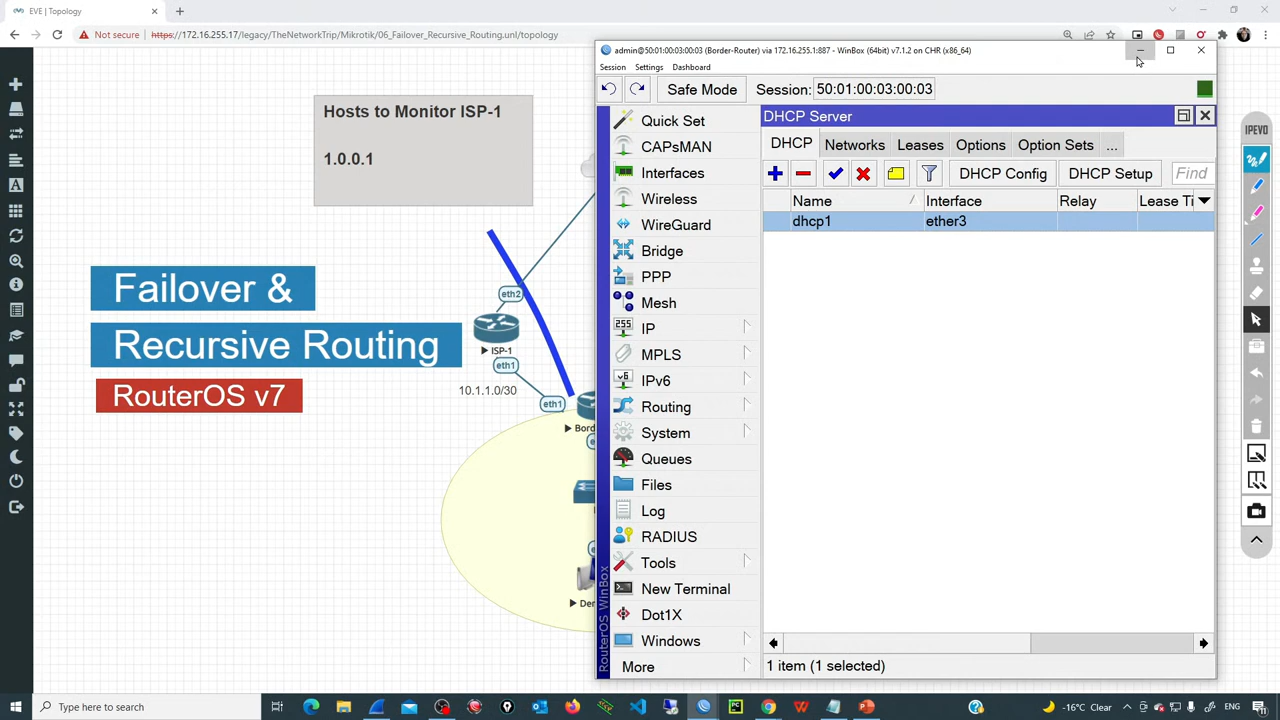 EVE | Topology
Not secure
https://172.16.255.17/legacy/TheNetworkTrip/Mikrotik/06_Failover_Recursive_Routing.unl/topology
Hosts to Monitor ISP-1
1.0.0.1
Failover &
Recursive Routing
RouterOS v7
eth2
ISP-1
eth1
10.1.1.0/30
eth1
Bord
e
e
Der
admin@50:01:00:03:00:03 (Border-Router) via 172.16.255.1:887 - WinBox (64bit) v7.1.2 on CHR (x86_64)
Session Settings Dashboard
Safe Mode Session: 50:01:00:03:00:03
RouterOS WinBox
Quick Set
CAPsMAN
Interfaces
Wireless
WireGuard
Bridge
PPP
Mesh
255 IP
MPLS
v6 IPv6
Routing
System
Queues
Files
Log
RADIUS
Tools
New Terminal
Dot1X
Windows
More
DHCP Server
DHCP Networks Leases Options Option Sets ...
DHCP Config DHCP Setup Find
Name Interface Relay Lease Ti
dhcp1 ether3
1 item (1 selected)
IPEVO
Type here to search
-16°C Clear
ENG